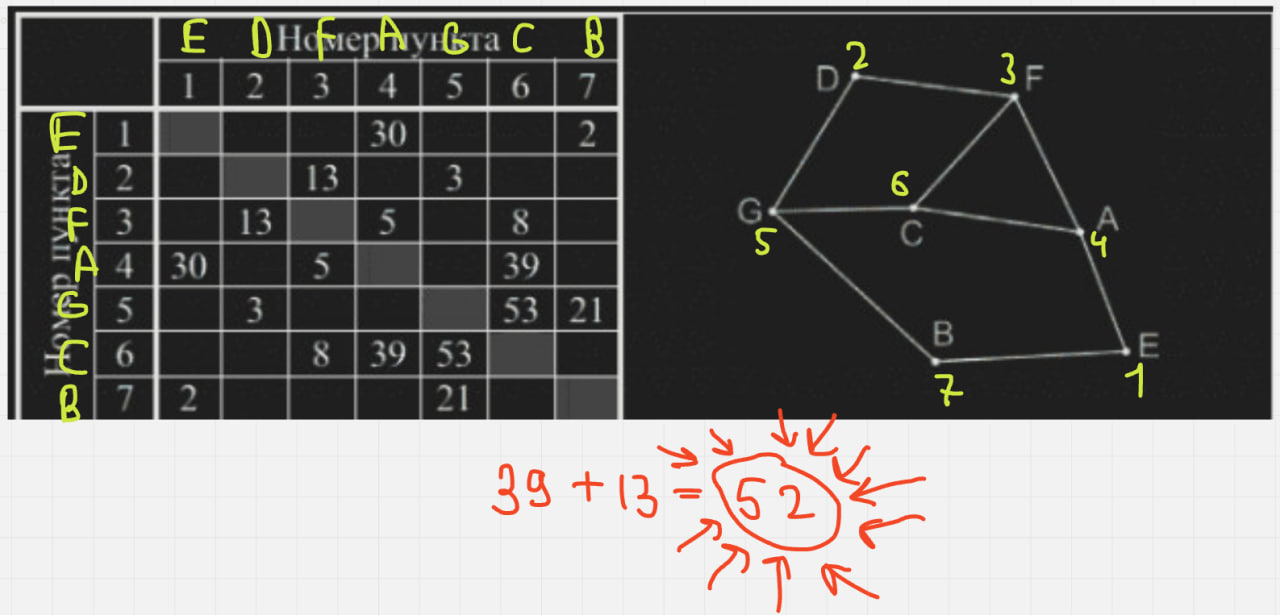 E D F A G C B
Номер пункта
1 2 3 4 5 6 7
Номер пункта
E 1 30 2
D 2 13 3
F 3 13 5 8
A 4 30 5 39
G 5 3 53 21
C 6 8 39 53
B 7 2 21
D 2
3 F
6
G
5
C
A
4
B
7
E
1
39 + 13 = 52